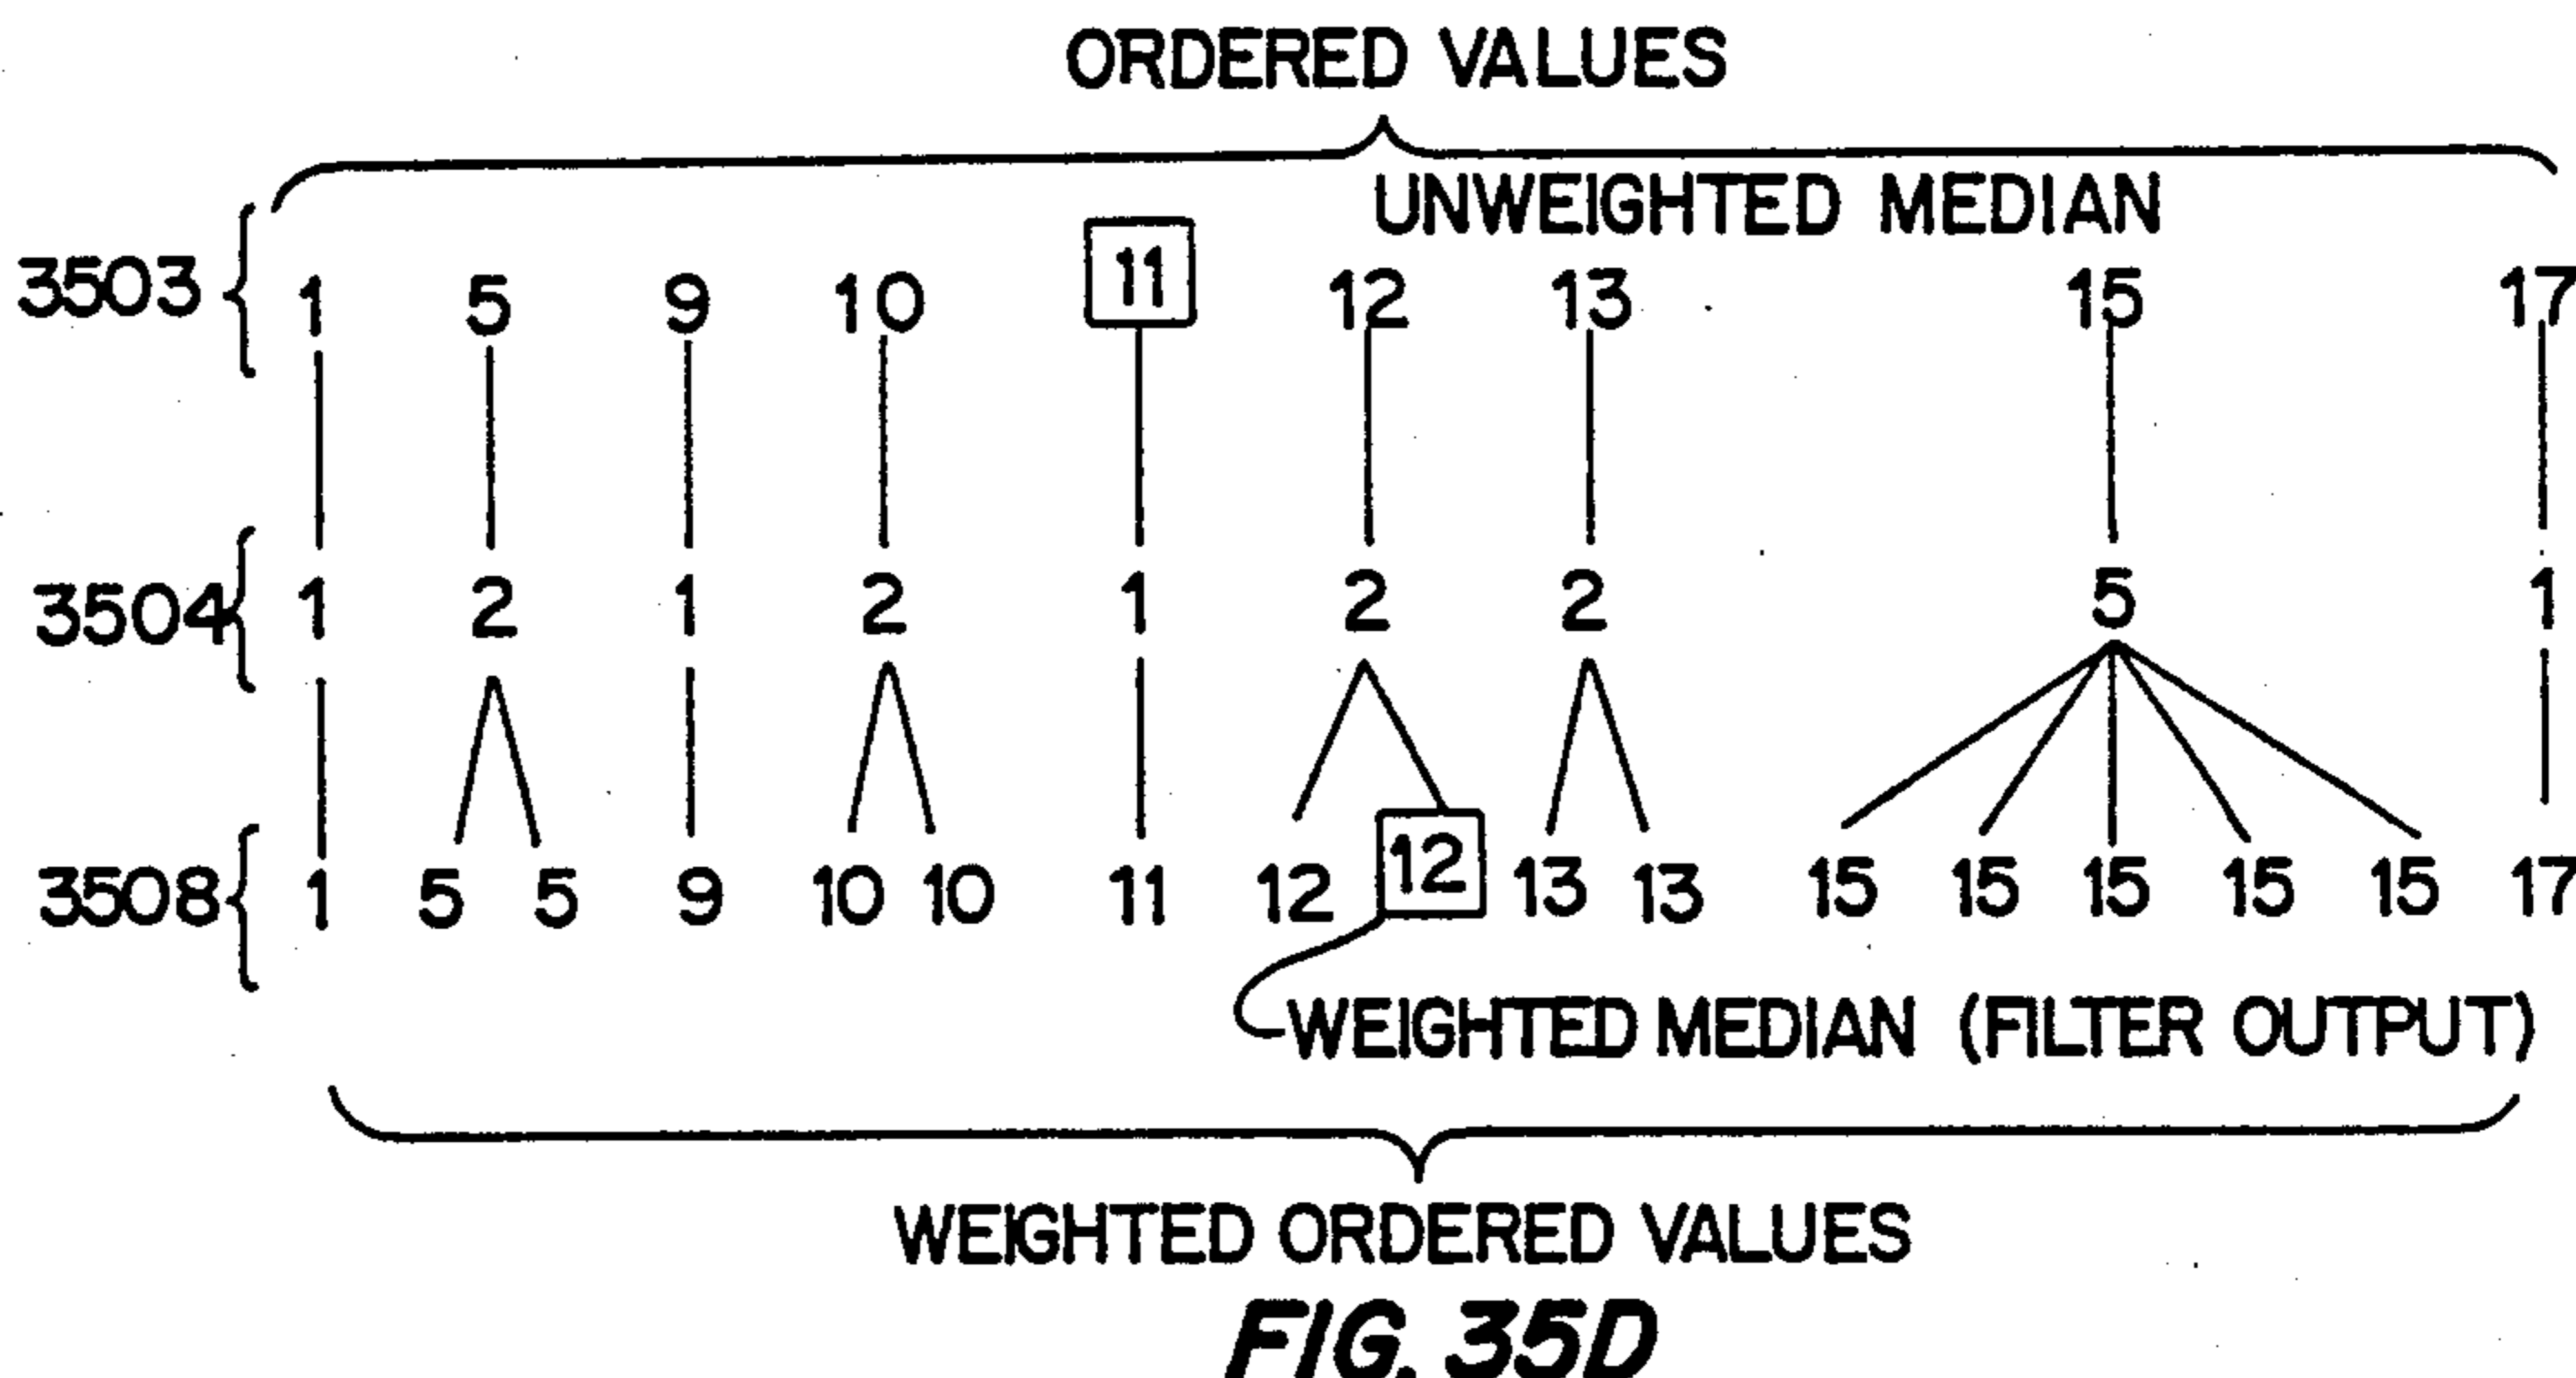 ORDERED VALUES
UNWEIGHTED MEDIAN
3503 1 5 9 10 11 12 13 15 17
3504 1 2 1 2 1 2 2 5 1
3508 1 5 5 9 10 10 11 12 12 13 13 15 15 15 15 15 17
WEIGHTED MEDIAN (FILTER OUTPUT)
WEIGHTED ORDERED VALUES
FIG. 35D